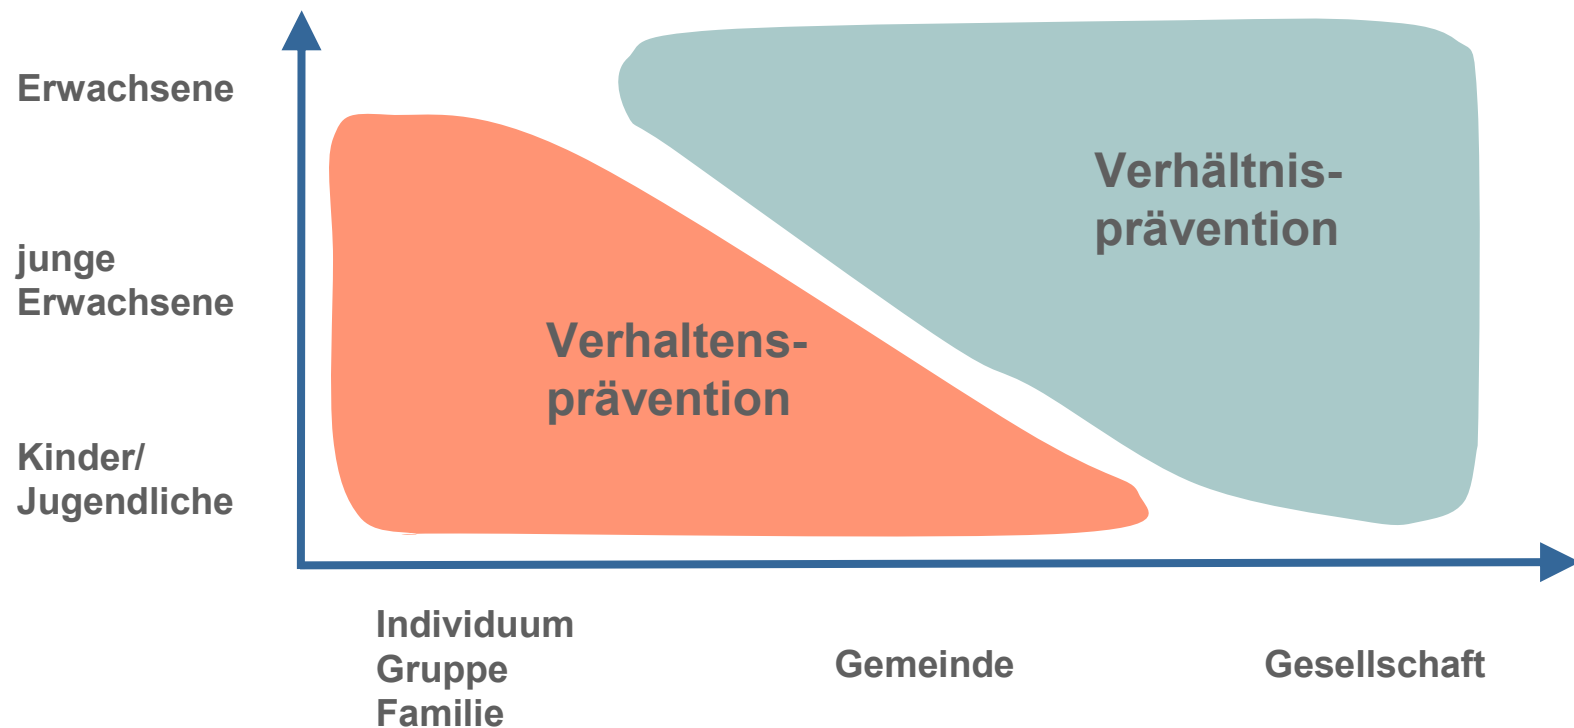 Erwachsene
junge
Erwachsene
Kinder/
Jugendliche
Verhältnis-
prävention
Verhaltens-
prävention
Individuum
Gruppe
Familie
Gemeinde
Gesellschaft